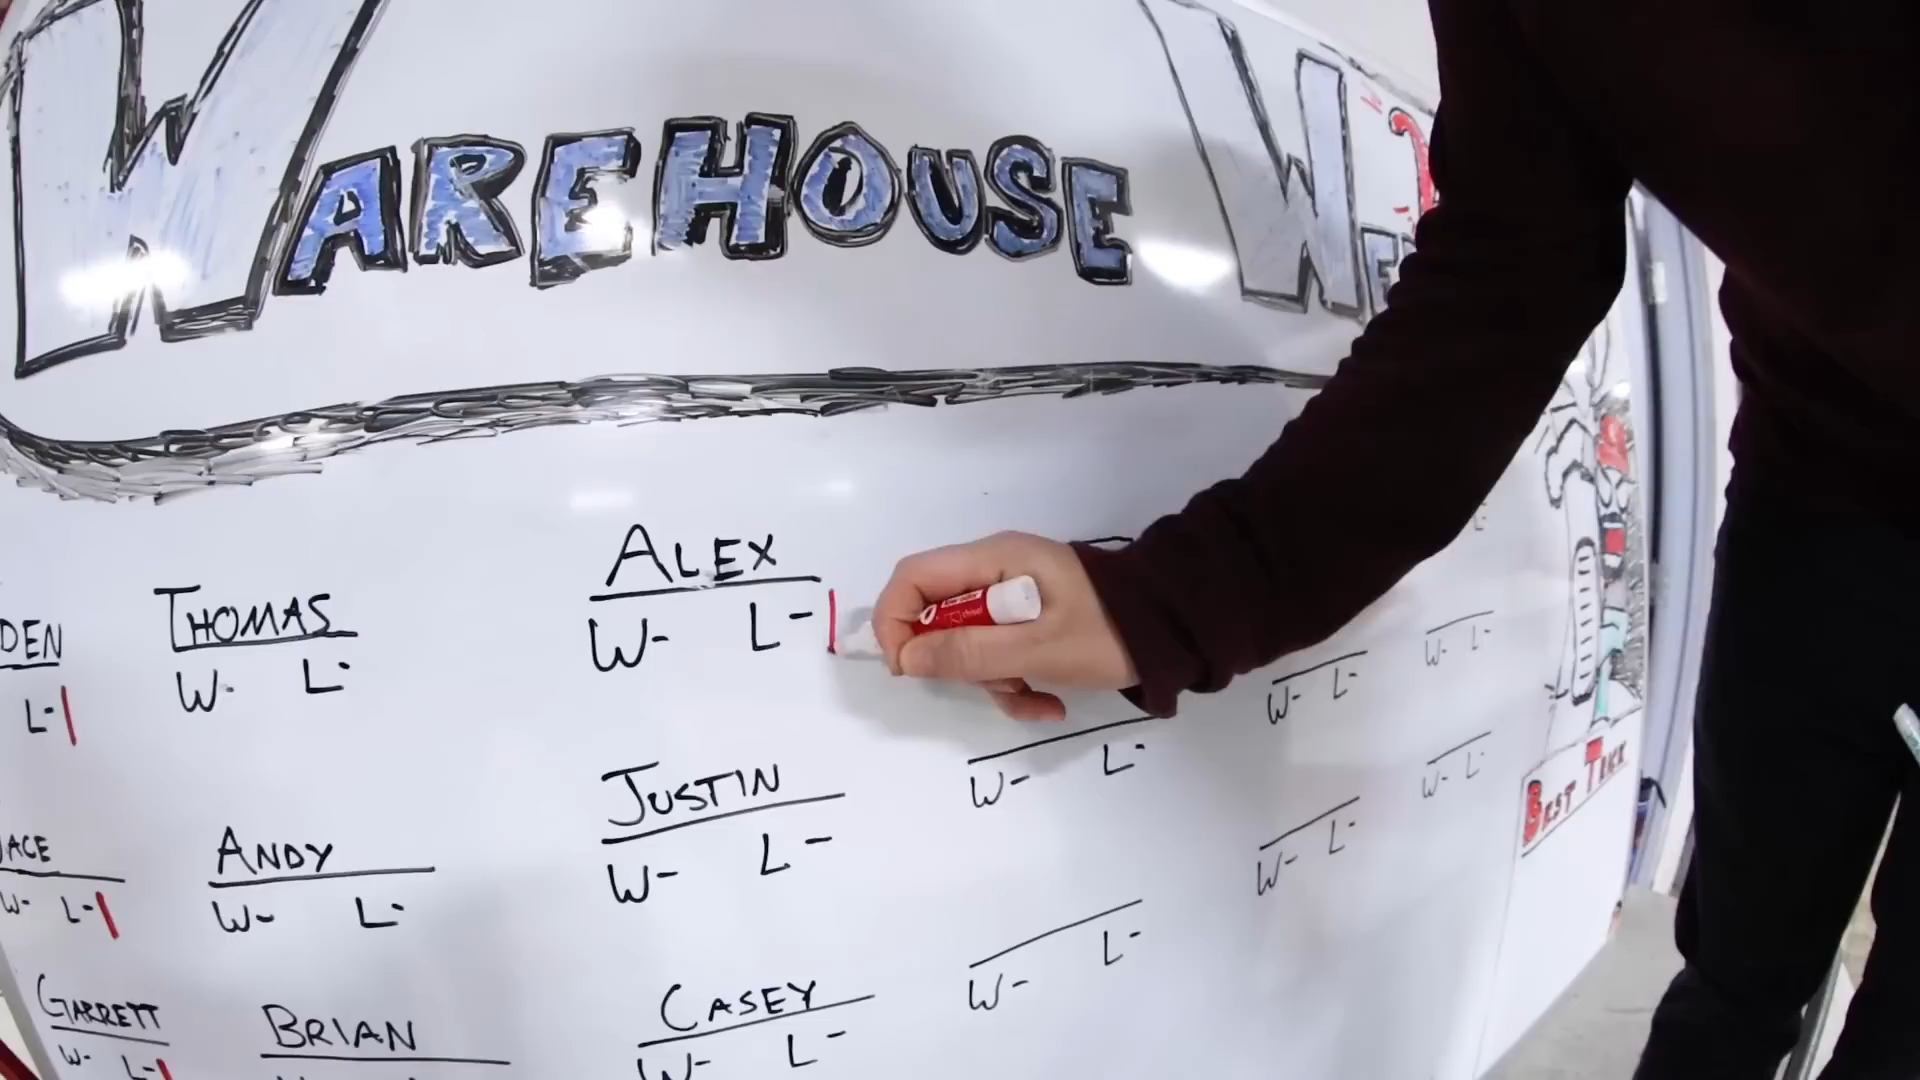 WAREHOUSE
ALEX
W- L-|
THOMAS
W- L-
DEN
L-|
JUSTIN
W- L-
ANDY
W- L-
ACE
W- L-|
CASEY
W- L-
GARRETT
W- L-|
BRIAN
W- L-
W- L-
W- L-
W- L-
W- L-
W- L-
BEST TRICK